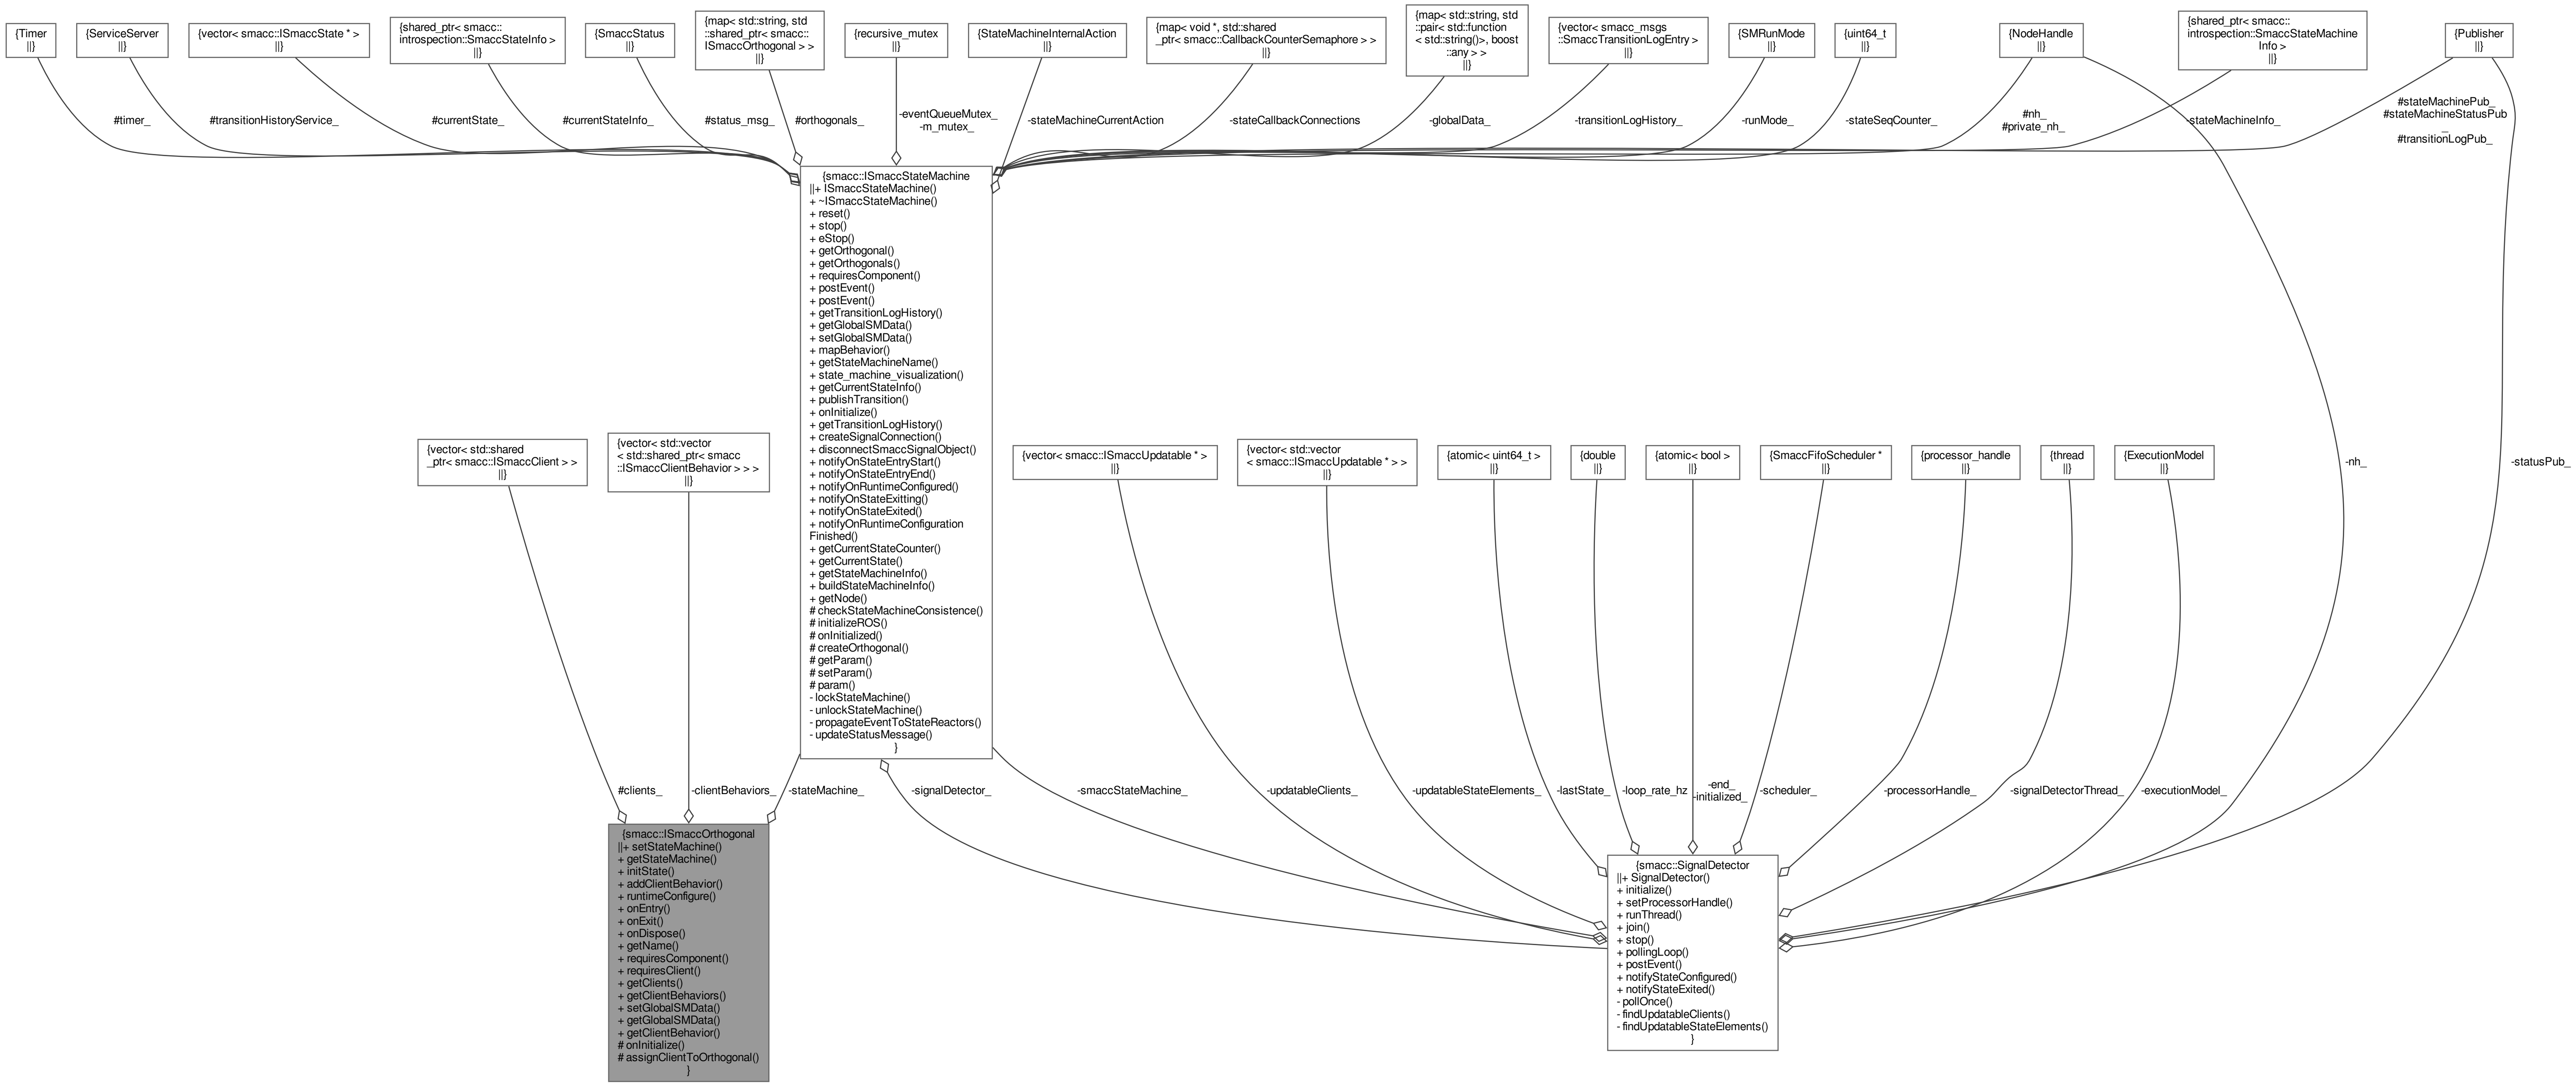 {Timer
||}
{ServiceServer
||}
{vector< smacc::ISmaccState * >
||}
{shared_ptr< smacc::
introspection::SmaccStateInfo >
||}
{SmaccStatus
||}
{map< std::string, std
::shared_ptr< smacc::
ISmaccOrthogonal > >
||}
{recursive_mutex
||}
{StateMachineInternalAction
||}
{map< void *, std::shared
_ptr< smacc::CallbackCounterSemaphore > >
||}
{map< std::string, std
::pair< std::function
< std::string()>, boost
::any > >
||}
{vector< smacc_msgs
::SmaccTransitionLogEntry >
||}
{SMRunMode
||}
{uint64_t
||}
{NodeHandle
||}
{shared_ptr< smacc::
introspection::SmaccStateMachine
Info >
||}
{Publisher
||}
#timer_
#transitionHistoryService_
#currentState_
#currentStateInfo_
#status_msg_
#orthogonals_
-eventQueueMutex_
-m_mutex_
-stateMachineCurrentAction
-stateCallbackConnections
-globalData_
-transitionLogHistory_
-runMode_
-stateSeqCounter_
#nh_
#private_nh_
-stateMachineInfo_
#stateMachinePub_
#stateMachineStatusPub
_
#transitionLogPub_
{smacc::ISmaccStateMachine
||+ ISmaccStateMachine()
+ ~ISmaccStateMachine()
+ reset()
+ stop()
+ eStop()
+ getOrthogonal()
+ getOrthogonals()
+ requiresComponent()
+ postEvent()
+ postEvent()
+ getTransitionLogHistory()
+ getGlobalSMData()
+ setGlobalSMData()
+ mapBehavior()
+ getStateMachineName()
+ state_machine_visualization()
+ getCurrentStateInfo()
+ publishTransition()
+ onInitialize()
+ getTransitionLogHistory()
+ createSignalConnection()
+ disconnectSmaccSignalObject()
+ notifyOnStateEntryStart()
+ notifyOnStateEntryEnd()
+ notifyOnRuntimeConfigured()
+ notifyOnStateExitting()
+ notifyOnStateExited()
+ notifyOnRuntimeConfiguration
Finished()
+ getCurrentStateCounter()
+ getCurrentState()
+ getStateMachineInfo()
+ buildStateMachineInfo()
+ getNode()
# checkStateMachineConsistence()
# initializeROS()
# onInitialized()
# createOrthogonal()
# getParam()
# setParam()
# param()
- lockStateMachine()
- unlockStateMachine()
- propagateEventToStateReactors()
- updateStatusMessage()
}
{vector< std::shared
_ptr< smacc::ISmaccClient > >
||}
{vector< std::vector
< std::shared_ptr< smacc
::ISmaccClientBehavior > > >
||}
{vector< smacc::ISmaccUpdatable * >
||}
{vector< std::vector
< smacc::ISmaccUpdatable * > >
||}
{atomic< uint64_t >
||}
{double
||}
{atomic< bool >
||}
{SmaccFifoScheduler *
||}
{processor_handle
||}
{thread
||}
{ExecutionModel
||}
-nh_
-statusPub_
#clients_
-clientBehaviors_
-stateMachine_
-signalDetector_
-smaccStateMachine_
-updatableClients_
-updatableStateElements_
-lastState_
-loop_rate_hz
-end_
-initialized_
-scheduler_
-processorHandle_
-signalDetectorThread_
-executionModel_
{smacc::ISmaccOrthogonal
||+ setStateMachine()
+ getStateMachine()
+ initState()
+ addClientBehavior()
+ runtimeConfigure()
+ onEntry()
+ onExit()
+ onDispose()
+ getName()
+ requiresComponent()
+ requiresClient()
+ getClients()
+ getClientBehaviors()
+ setGlobalSMData()
+ getGlobalSMData()
+ getClientBehavior()
# onInitialize()
# assignClientToOrthogonal()
}
{smacc::SignalDetector
||+ SignalDetector()
+ initialize()
+ setProcessorHandle()
+ runThread()
+ join()
+ stop()
+ pollingLoop()
+ postEvent()
+ notifyStateConfigured()
+ notifyStateExited()
- pollOnce()
- findUpdatableClients()
- findUpdatableStateElements()
}